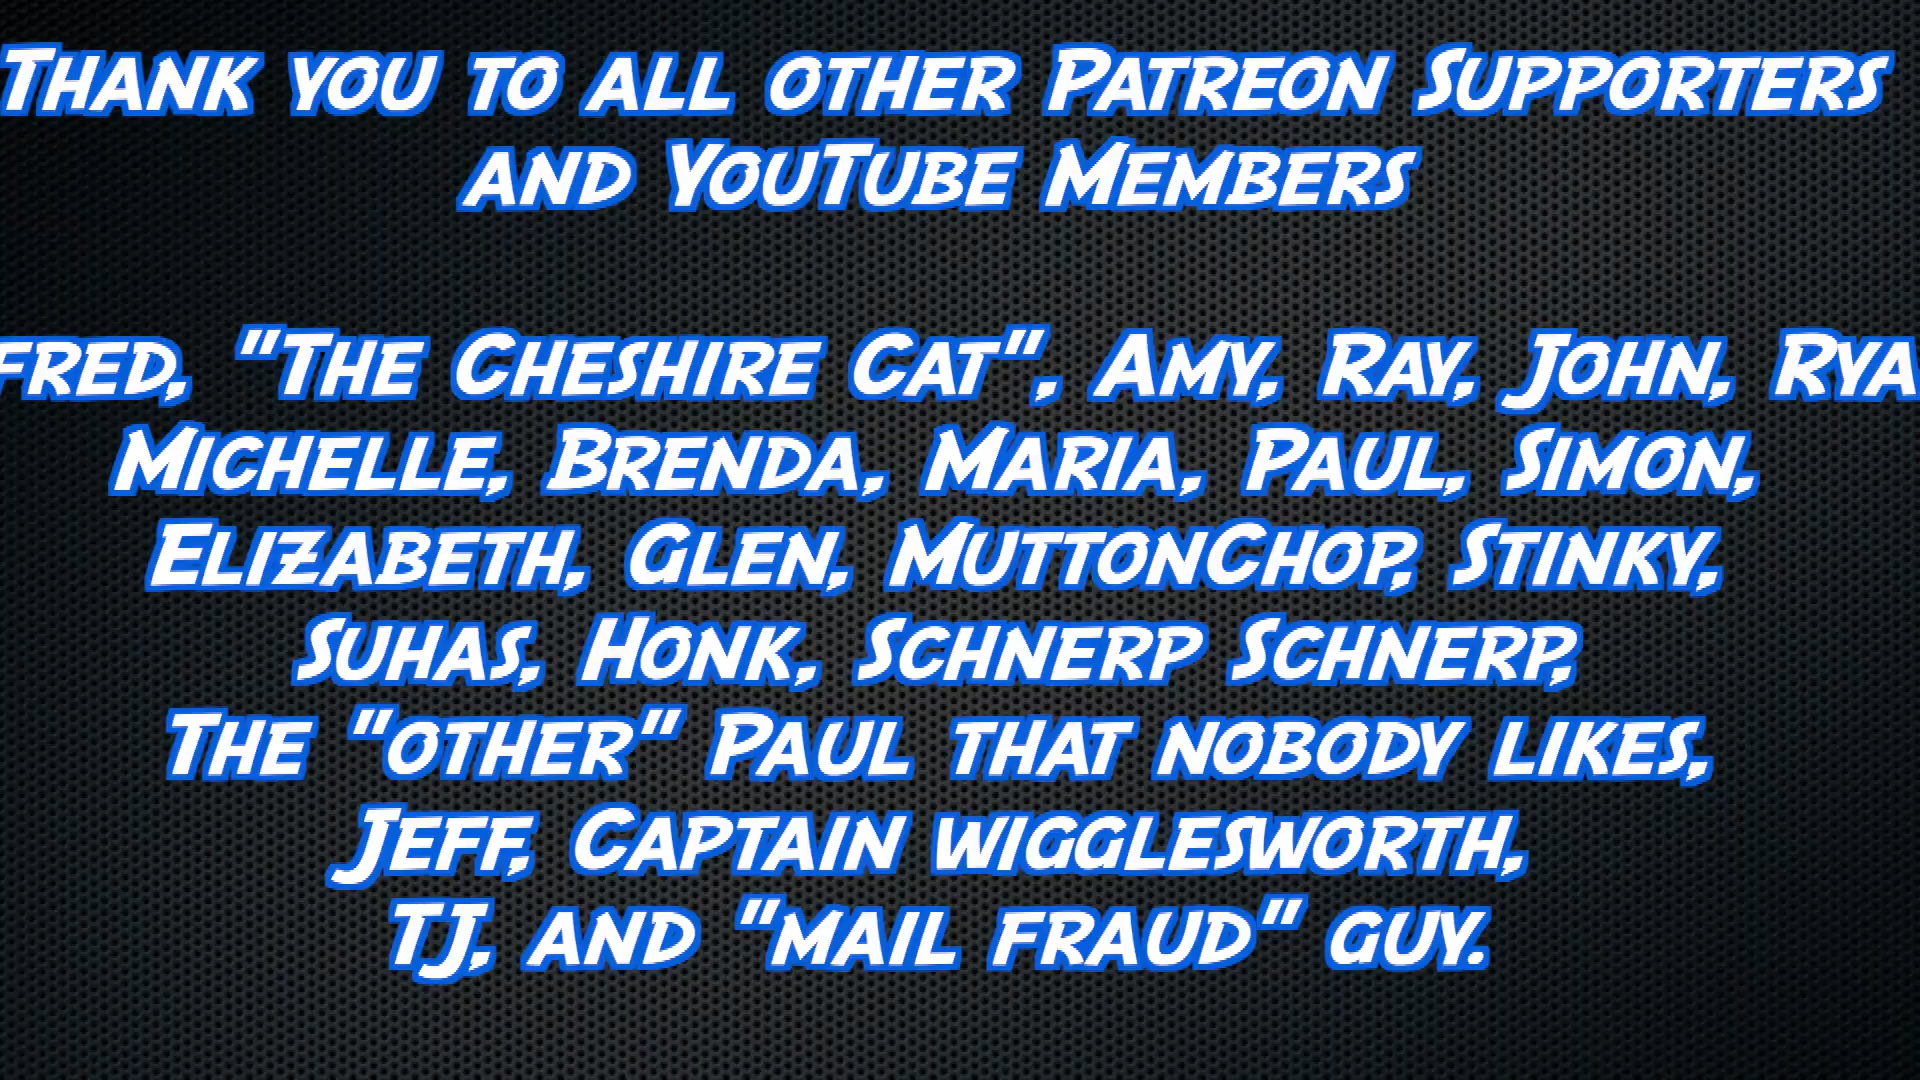 Thank you to all other Patreon Supporters
and YouTube Members
"The Cheshire Cat", Amy, Ray, John,
Michelle, Brenda, Maria, Paul, Simon,
Elizabeth, Glen, MuttonChop, Stinky,
Suhas, Honk, Schnerp Schnerp,
The "other" Paul that nobody likes,
Jeff, Captain wigglesworth,
TJ, and "mail fraud" guy.